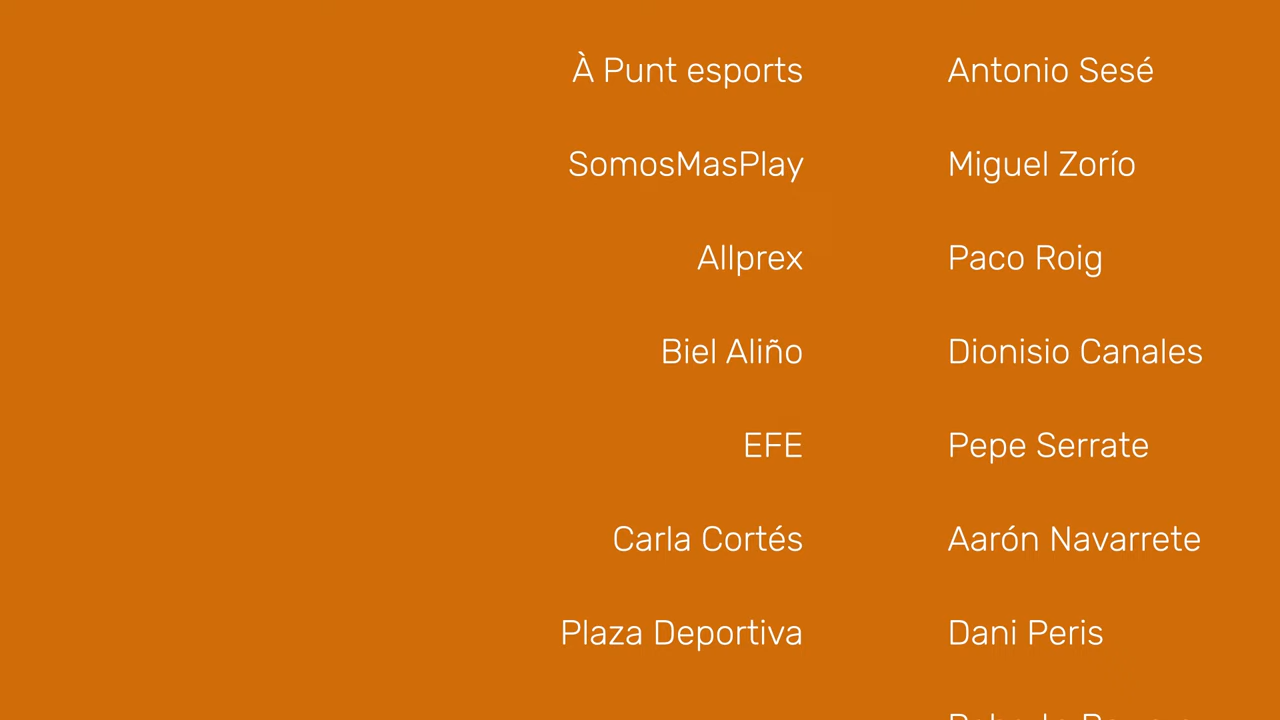 À Punt esports Antonio Sesé
SomosMasPlay Miguel Zorío
Allprex Paco Roig
Biel Aliño Dionisio Canales
EFE Pepe Serrate
Carla Cortés Aarón Navarrete
Plaza Deportiva Dani Peris